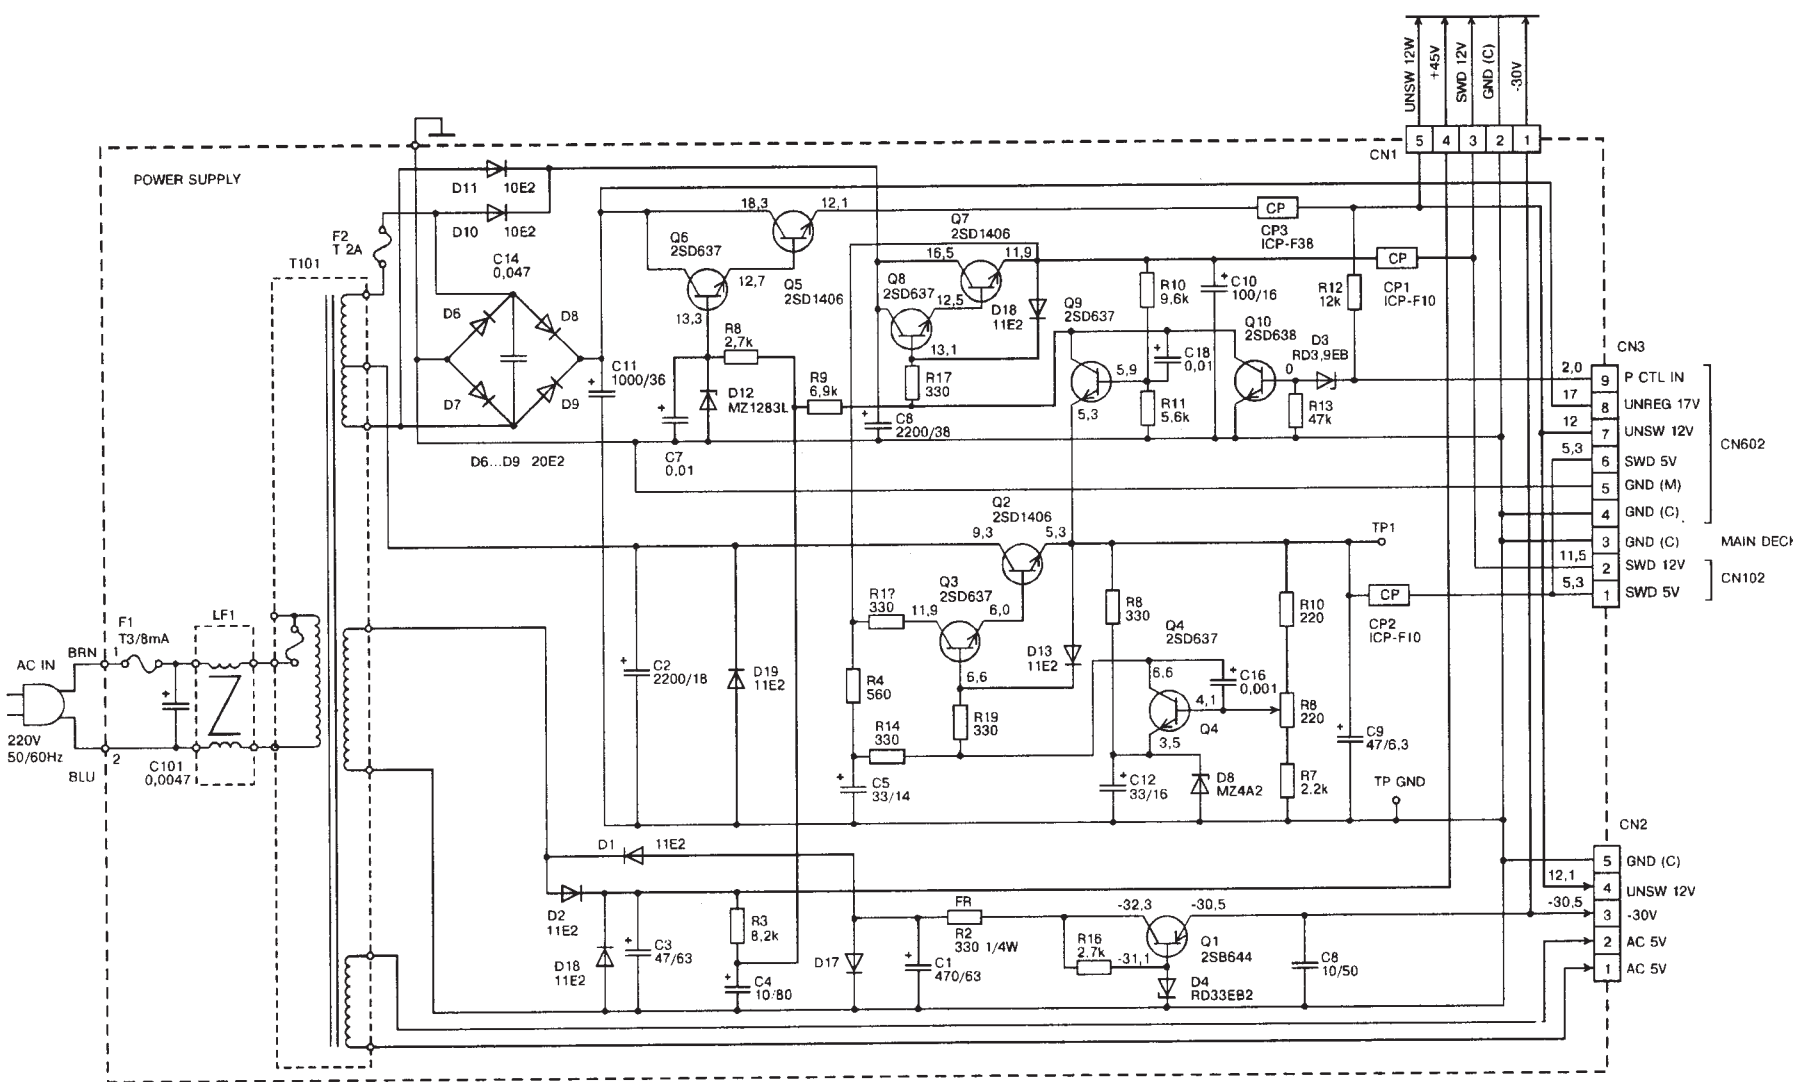 UNSW 12W
+45V
SWD 12V
GND (C)
-30V
CN1
5 4 3 2 1
POWER SUPPLY
D11 10E2
D10 10E2
F2
T 2A
T101
C14
0,047
D6
D8
D7
D9
D6...D9 20E2
C11
1000/36
18,3
12,1
Q6
2SD637
12,7
Q5
2SD1406
13,3
R8
2,7k
D12
MZ1283L
C7
0,01
R9
6,9k
Q7
2SD1406
16,5
11,9
Q8
2SD637
12,5
D18
11E2
13,1
R17
330
C8
2200/38
Q9
2SD637
5,3
5,9
R10
9,6k
C10
100/16
C18
0,01
R11
5,6k
Q10
2SD638
0
D3
RD3,9EB
R13
47k
R12
12k
CP
CP3
ICP-F38
CP
CP1
ICP-F10
CN3
2,0 9 P CTL IN
17 8 UNREG 17V
12 7 UNSW 12V
5,3 6 SWD 5V
5 GND (M)
4 GND (C)
3 GND (C)
11,5 2 SWD 12V
5,3 1 SWD 5V
CN602
MAIN DECK
CN102
Q2
2SD1406
9,3
5,3
TP1
Q3
2SD637
R1?
330
11,9
6,0
6,6
R4
560
R14
330
R19
330
C5
33/14
D13
11E2
R8
330
Q4
2SD637
6.6
4,1
Q4
3,5
C16
0,001
R10
220
R6
220
R7
2.2k
C12
33/16
D8
MZ4A2
C9
47/6,3
CP
CP2
ICP-F10
TP GND
C2
2200/18
D19
11E2
AC IN
220V
50/60Hz
BRN
1
BLU
2
F1
T3/8mA
LF1
C101
0,0047
D1 11E2
D2
11E2
D18
11E2
C3
47/63
R3
8,2k
C4
10/80
D17
C1
470/63
FR
R2
330 1/4W
-32,3
-30,5
R16
2.7k
-31,1
Q1
2SB644
D4
RD33EB2
C8
10/50
CN2
5 GND (C)
12,1 4 UNSW 12V
-30,5 3 -30V
2 AC 5V
1 AC 5V